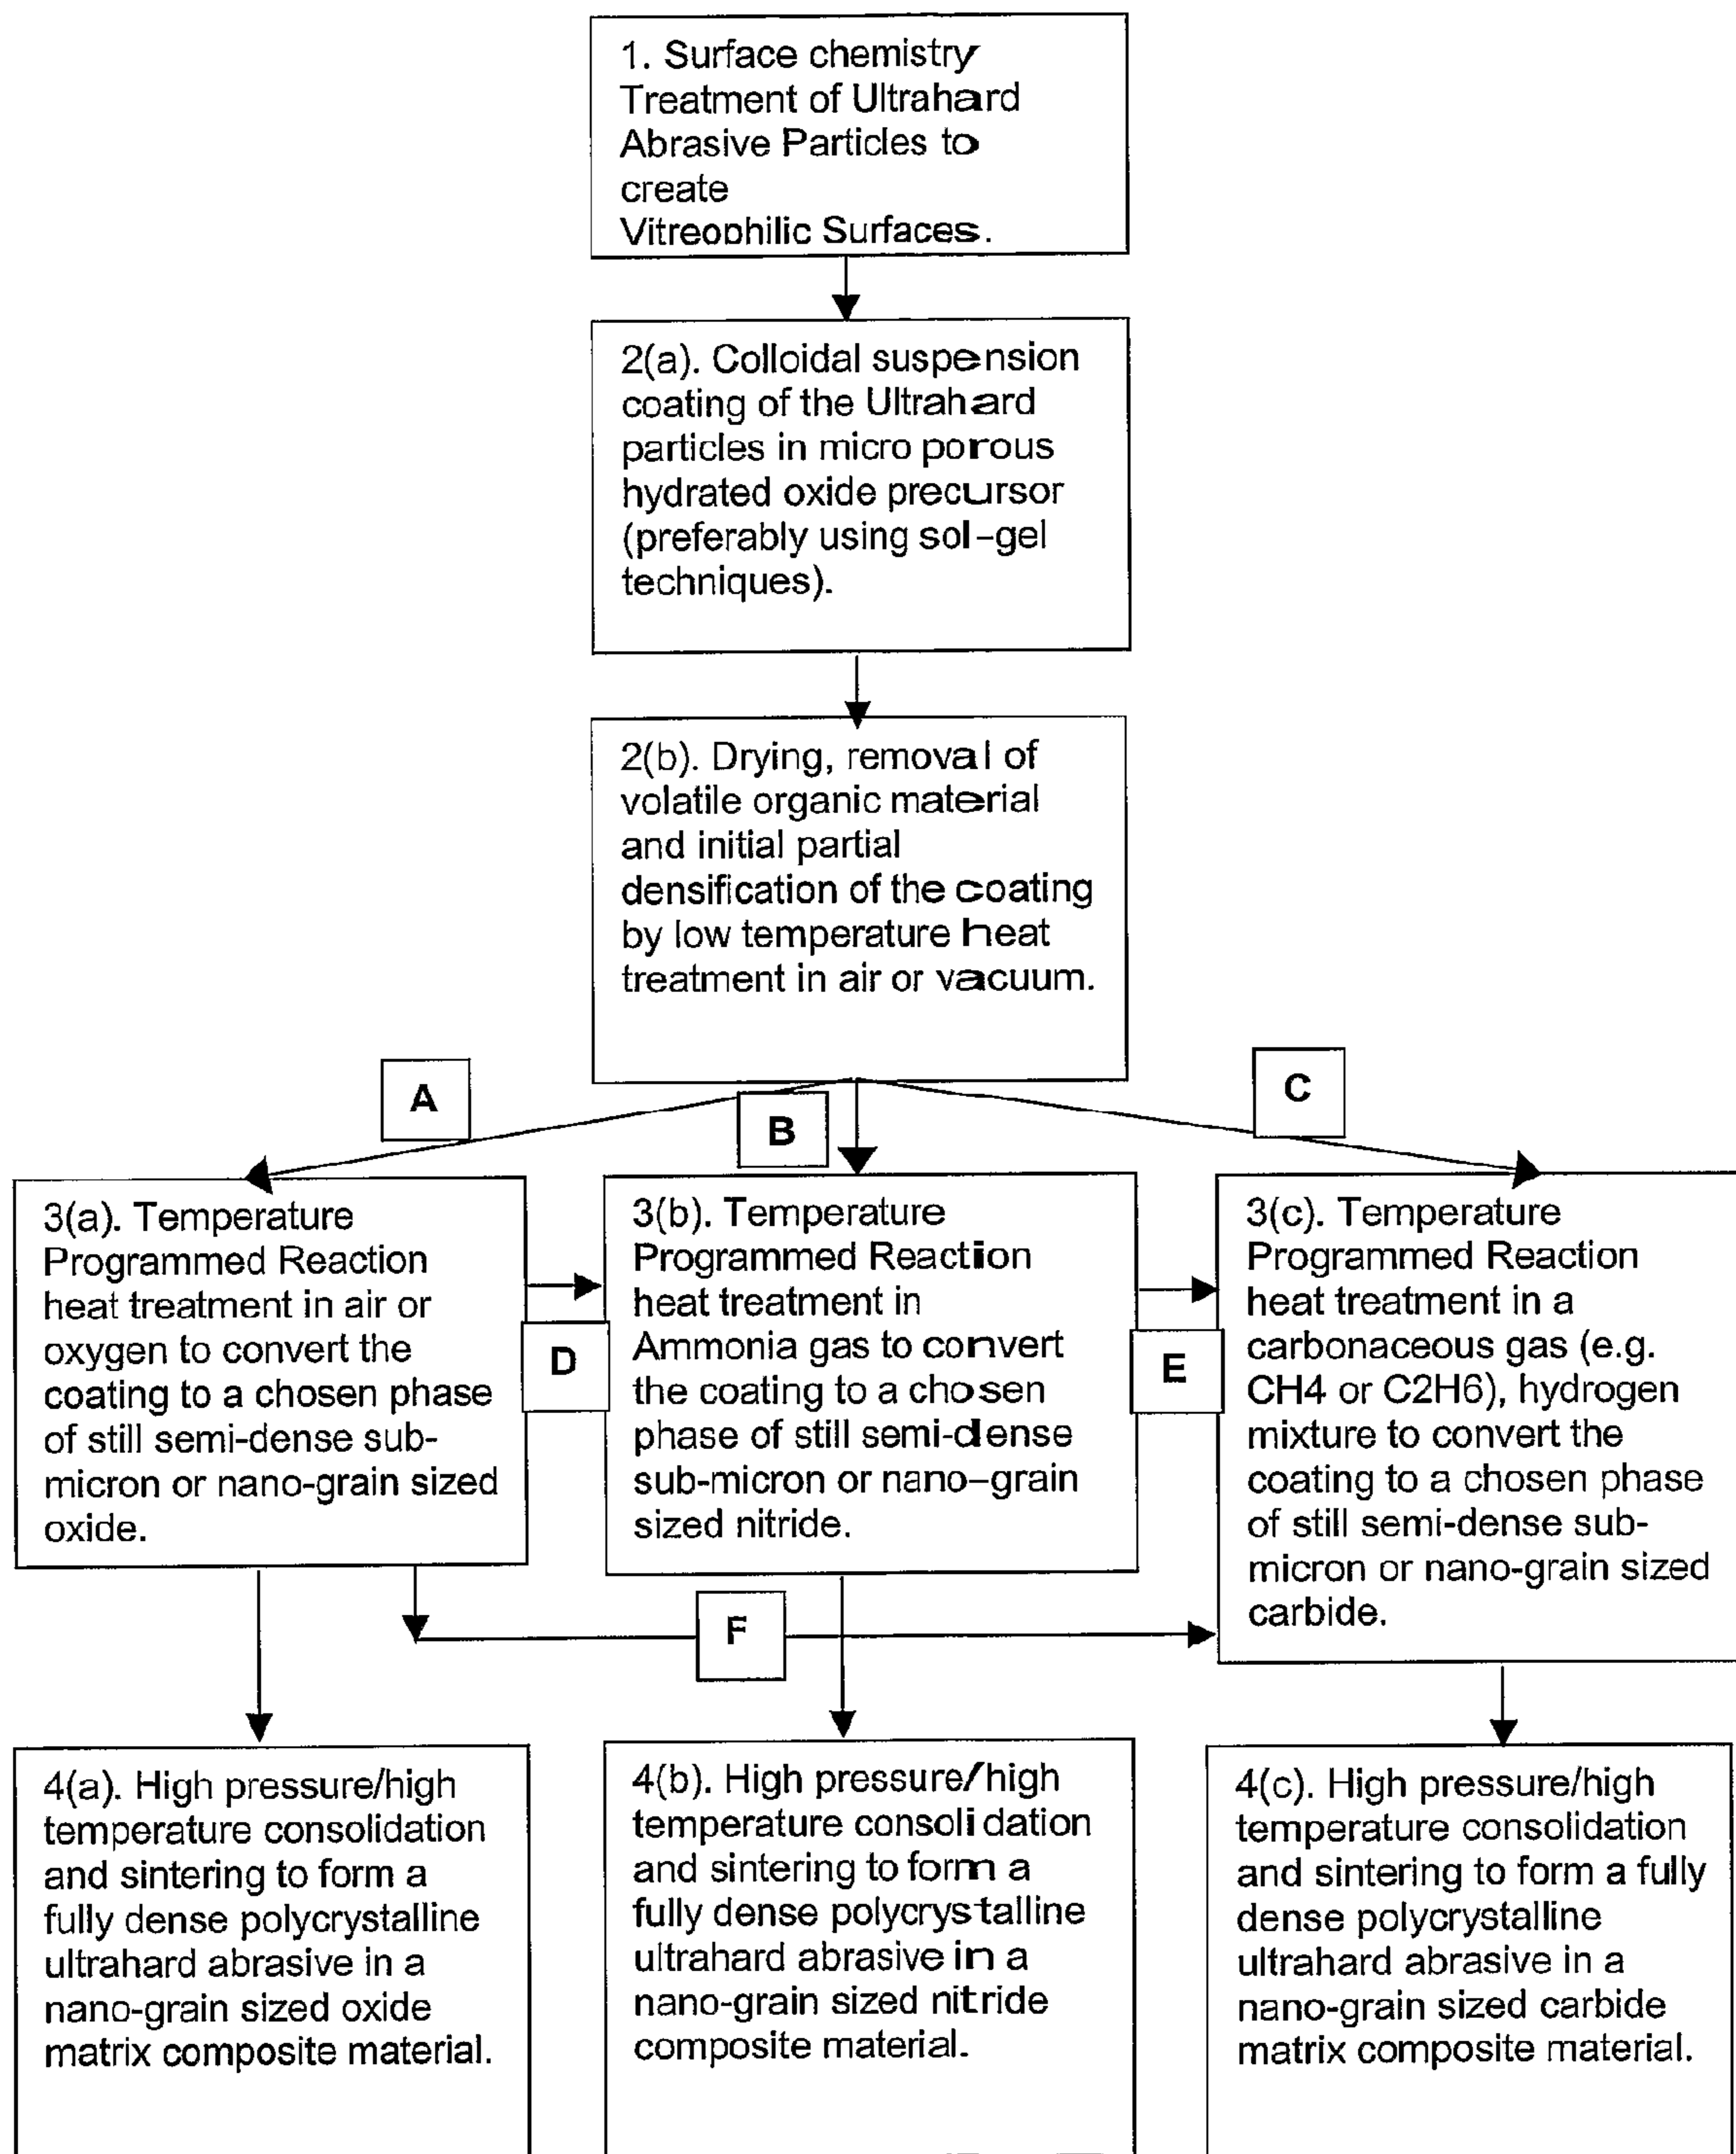 1. Surface chemistry
Treatment of Ultrahard
Abrasive Particles to
create
Vitreophilic Surfaces.
2(a). Colloidal suspension
coating of the Ultrahard
particles in micro porous
hydrated oxide precursor
(preferably using sol-gel
techniques).
2(b). Drying, removal of
volatile organic material
and initial partial
densification of the coating
by low temperature heat
treatment in air or vacuum.
A
B
C
3(a). Temperature
Programmed Reaction
heat treatment in air or
oxygen to convert the
coating to a chosen phase
of still semi-dense sub-
micron or nano-grain sized
oxide.
D
3(b). Temperature
Programmed Reaction
heat treatment in
Ammonia gas to convert
the coating to a chosen
phase of still semi-dense
sub-micron or nano-grain
sized nitride.
E
3(c). Temperature
Programmed Reaction
heat treatment in a
carbonaceous gas (e.g.
CH4 or C2H6), hydrogen
mixture to convert the
coating to a chosen phase
of still semi-dense sub-
micron or nano-grain sized
carbide.
F
4(a). High pressure/high
temperature consolidation
and sintering to form a
fully dense polycrystalline
ultrahard abrasive in a
nano-grain sized oxide
matrix composite material.
4(b). High pressure/high
temperature consolidation
and sintering to form a
fully dense polycrystalline
ultrahard abrasive in a
nano-grain sized nitride
composite material.
4(c). High pressure/high
temperature consolidation
and sintering to form a fully
dense polycrystalline
ultrahard abrasive in a
nano-grain sized carbide
matrix composite material.